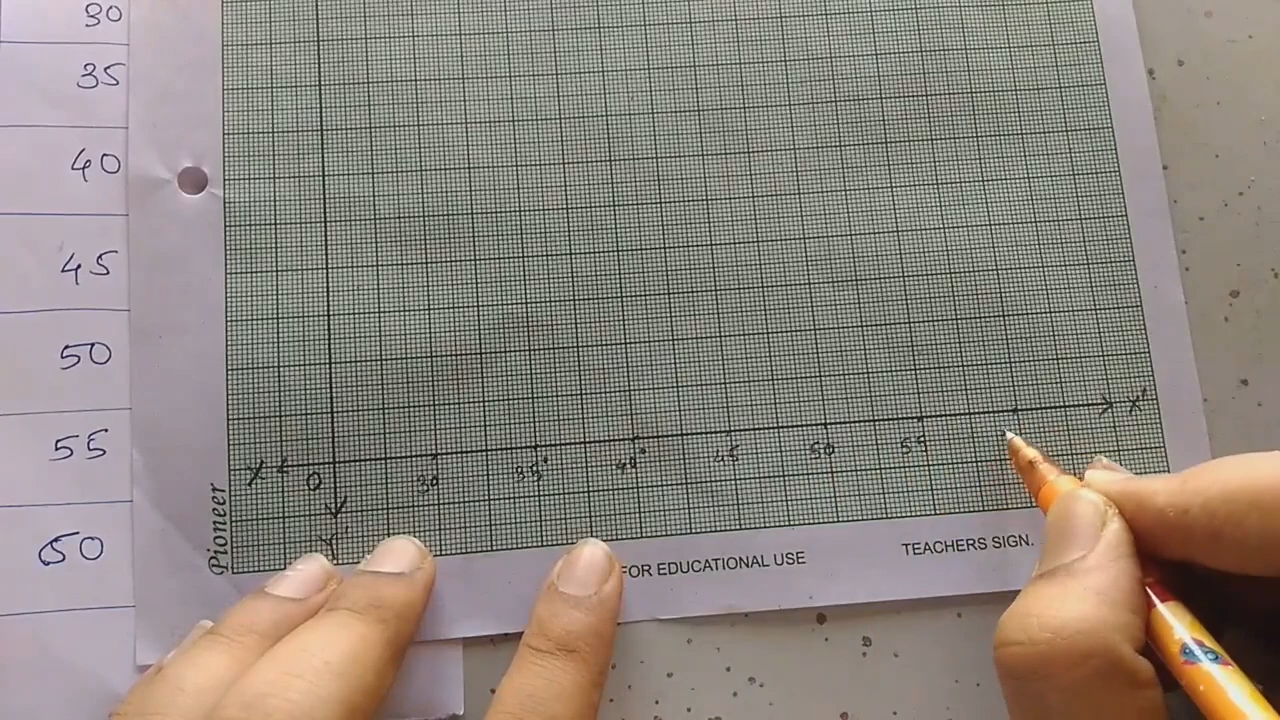 30
35
40
45
50
55
60
X 0 30 35° 40° 45 50 55 X'
Y'
Pioneer
FOR EDUCATIONAL USE
TEACHERS SIGN.